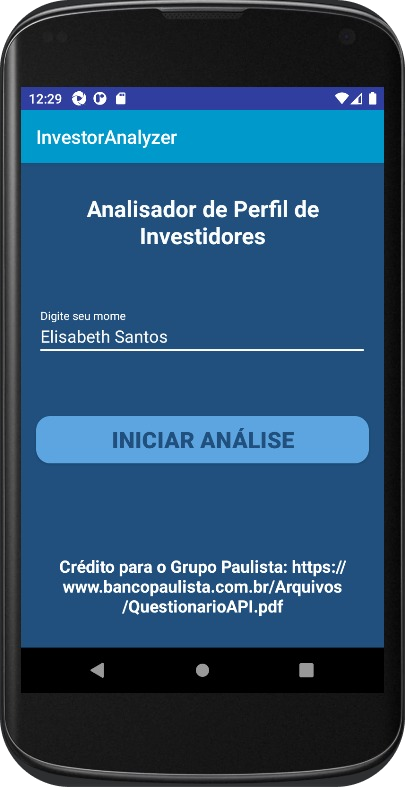 12:29
InvestorAnalyzer
Analisador de Perfil de
Investidores
Digite seu mome
Elisabeth Santos
INICIAR ANÁLISE
Crédito para o Grupo Paulista: https://
www.bancopaulista.com.br/Arquivos
/QuestionarioAPI.pdf